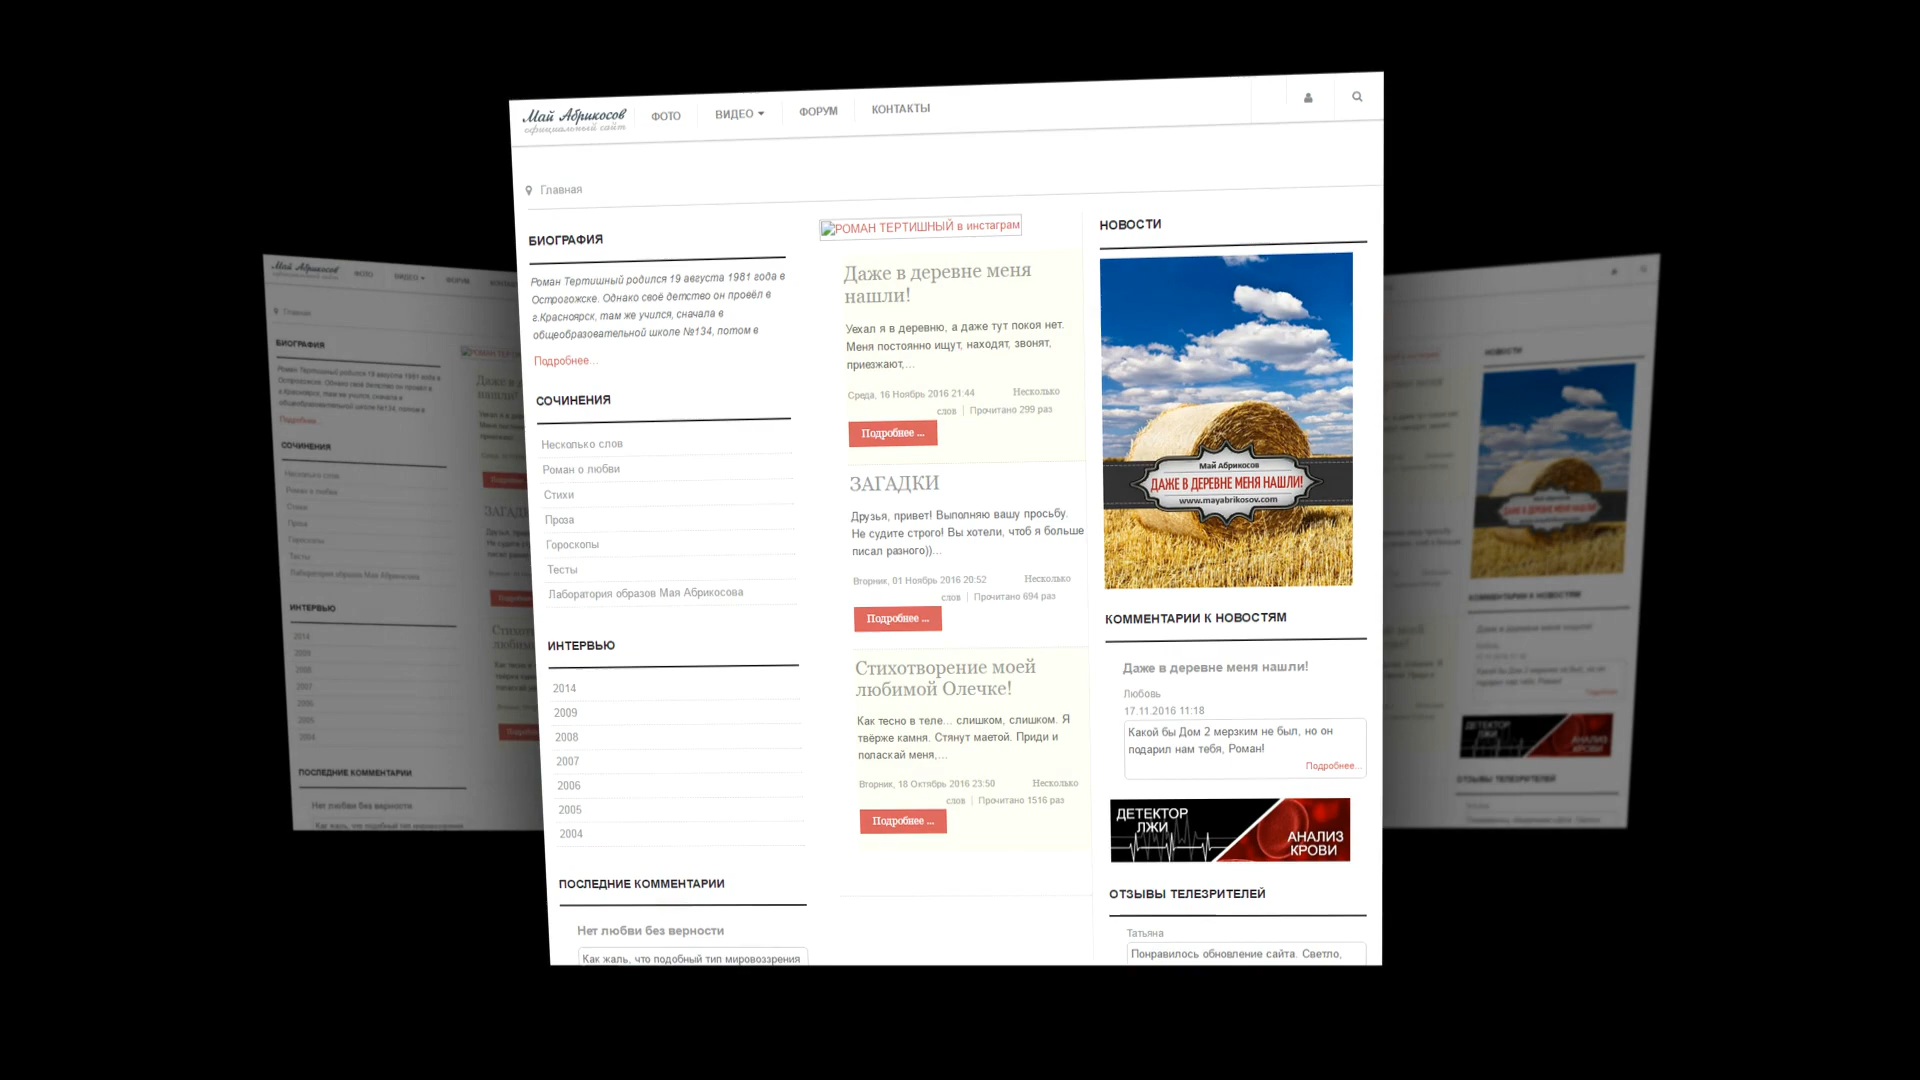 Май Абрикосов
официальный сайт
ФОТО
ВИДЕО
ФОРУМ
КОНТАКТЫ
Главная
БИОГРАФИЯ
Роман Тертишный родился 19 августа 1981 года в
Острогожске. Однако своё детство он провёл в
г.Красноярск, там же учился, сначала в
общеобразовательной школе №134, потом в
Подробнее...
СОЧИНЕНИЯ
Несколько слов
Роман о любви
Стихи
Проза
Гороскопы
Тесты
Лаборатория образов Мая Абрикосова
ИНТЕРВЬЮ
2014
2009
2008
2007
2006
2005
2004
ПОСЛЕДНИЕ КОММЕНТАРИИ
Нет любви без верности
Как жаль, что подобный тип мировоззрения
РОМАН ТЕРТИШНЫЙ в инстаграм
Даже в деревне меня
нашли!
Уехал я в деревню, а даже тут покоя нет.
Меня постоянно ищут, находят, звонят,
приезжают,...
Среда, 16 Ноябрь 2016 21:44 Несколько
слов | Прочитано 299 раз
Подробнее ...
ЗАГАДКИ
Друзья, привет! Выполняю вашу просьбу.
Не судите строго! Вы хотели, чтоб я больше
писал разного))...
Вторник, 01 Ноябрь 2016 20:52 Несколько
слов | Прочитано 694 раз
Подробнее ...
Стихотворение моей
любимой Олечке!
Как тесно в теле... слишком, слишком. Я
твёрже камня. Стянут маетой. Приди и
поласкай меня,...
Вторник, 18 Октябрь 2016 23:50 Несколько
слов | Прочитано 1516 раз
Подробнее ...
НОВОСТИ
Май Абрикосов
ДАЖЕ В ДЕРЕВНЕ МЕНЯ НАШЛИ!
www.mayabrikosov.com
КОММЕНТАРИИ К НОВОСТЯМ
Даже в деревне меня нашли!
Любовь
17.11.2016 11:18
Какой бы Дом 2 мерзким не был, но он
подарил нам тебя, Роман!
Подробнее...
ДЕТЕКТОР
ЛЖИ
АНАЛИЗ
КРОВИ
ОТЗЫВЫ ТЕЛЕЗРИТЕЛЕЙ
Татьяна
Понравилось обновление сайта. Светло,